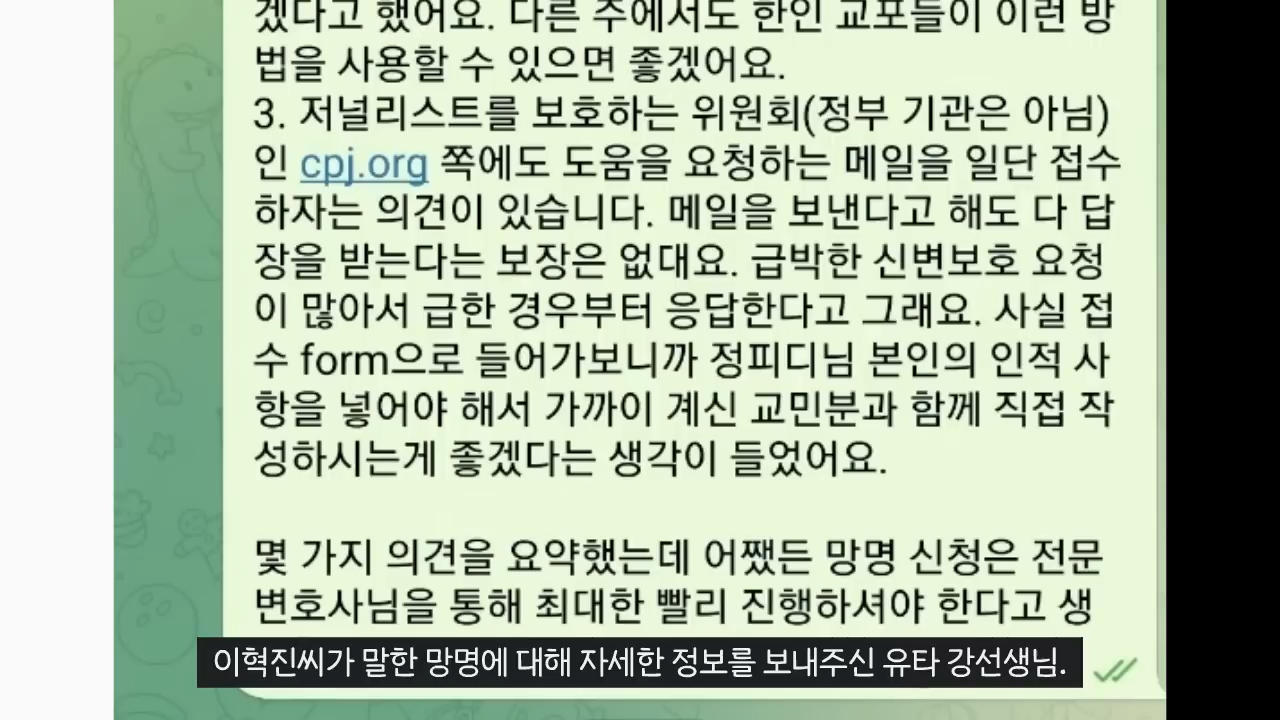 겠다고 했어요. 다른 주에서도 한인 교포들이 이런 방
법을 사용할 수 있으면 좋겠어요.
3. 저널리스트를 보호하는 위원회(정부 기관은 아님)
인 cpj.org 쪽에도 도움을 요청하는 메일을 일단 접수
하자는 의견이 있습니다. 메일을 보낸다고 해도 다 답
장을 받는다는 보장은 없대요. 급박한 신변보호 요청
이 많아서 급한 경우부터 응답한다고 그래요. 사실 접
수 form으로 들어가보니까 정피디님 본인의 인적 사
항을 넣어야 해서 가까이 계신 교민분과 함께 직접 작
성하시는게 좋겠다는 생각이 들었어요.
몇 가지 의견을 요약했는데 어쨌든 망명 신청은 전문
변호사님을 통해 최대한 빨리 진행하셔야 한다고 생
이혁진씨가 말한 망명에 대해 자세한 정보를 보내주신 유타 강선생님.